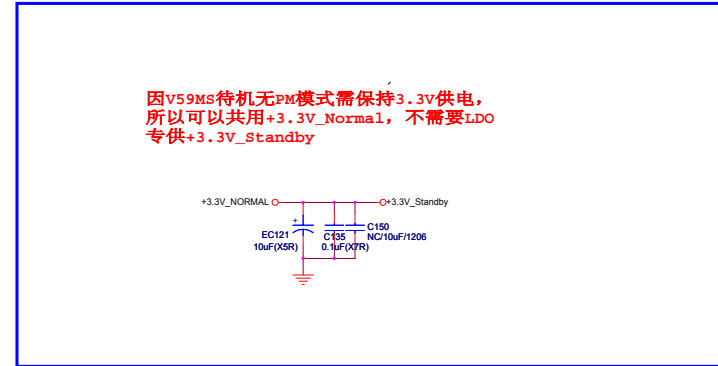 因V59MS待机无PM模式需保持3.3V供电，
所以可以共用+3.3V_Normal，不需要LDO
专供+3.3V_Standby
+3.3V_NORMAL
+3.3V_Standby
+
EC121
10uF(X5R)
C135
0.1uF(X7R)
C150
NC/10uF/1206